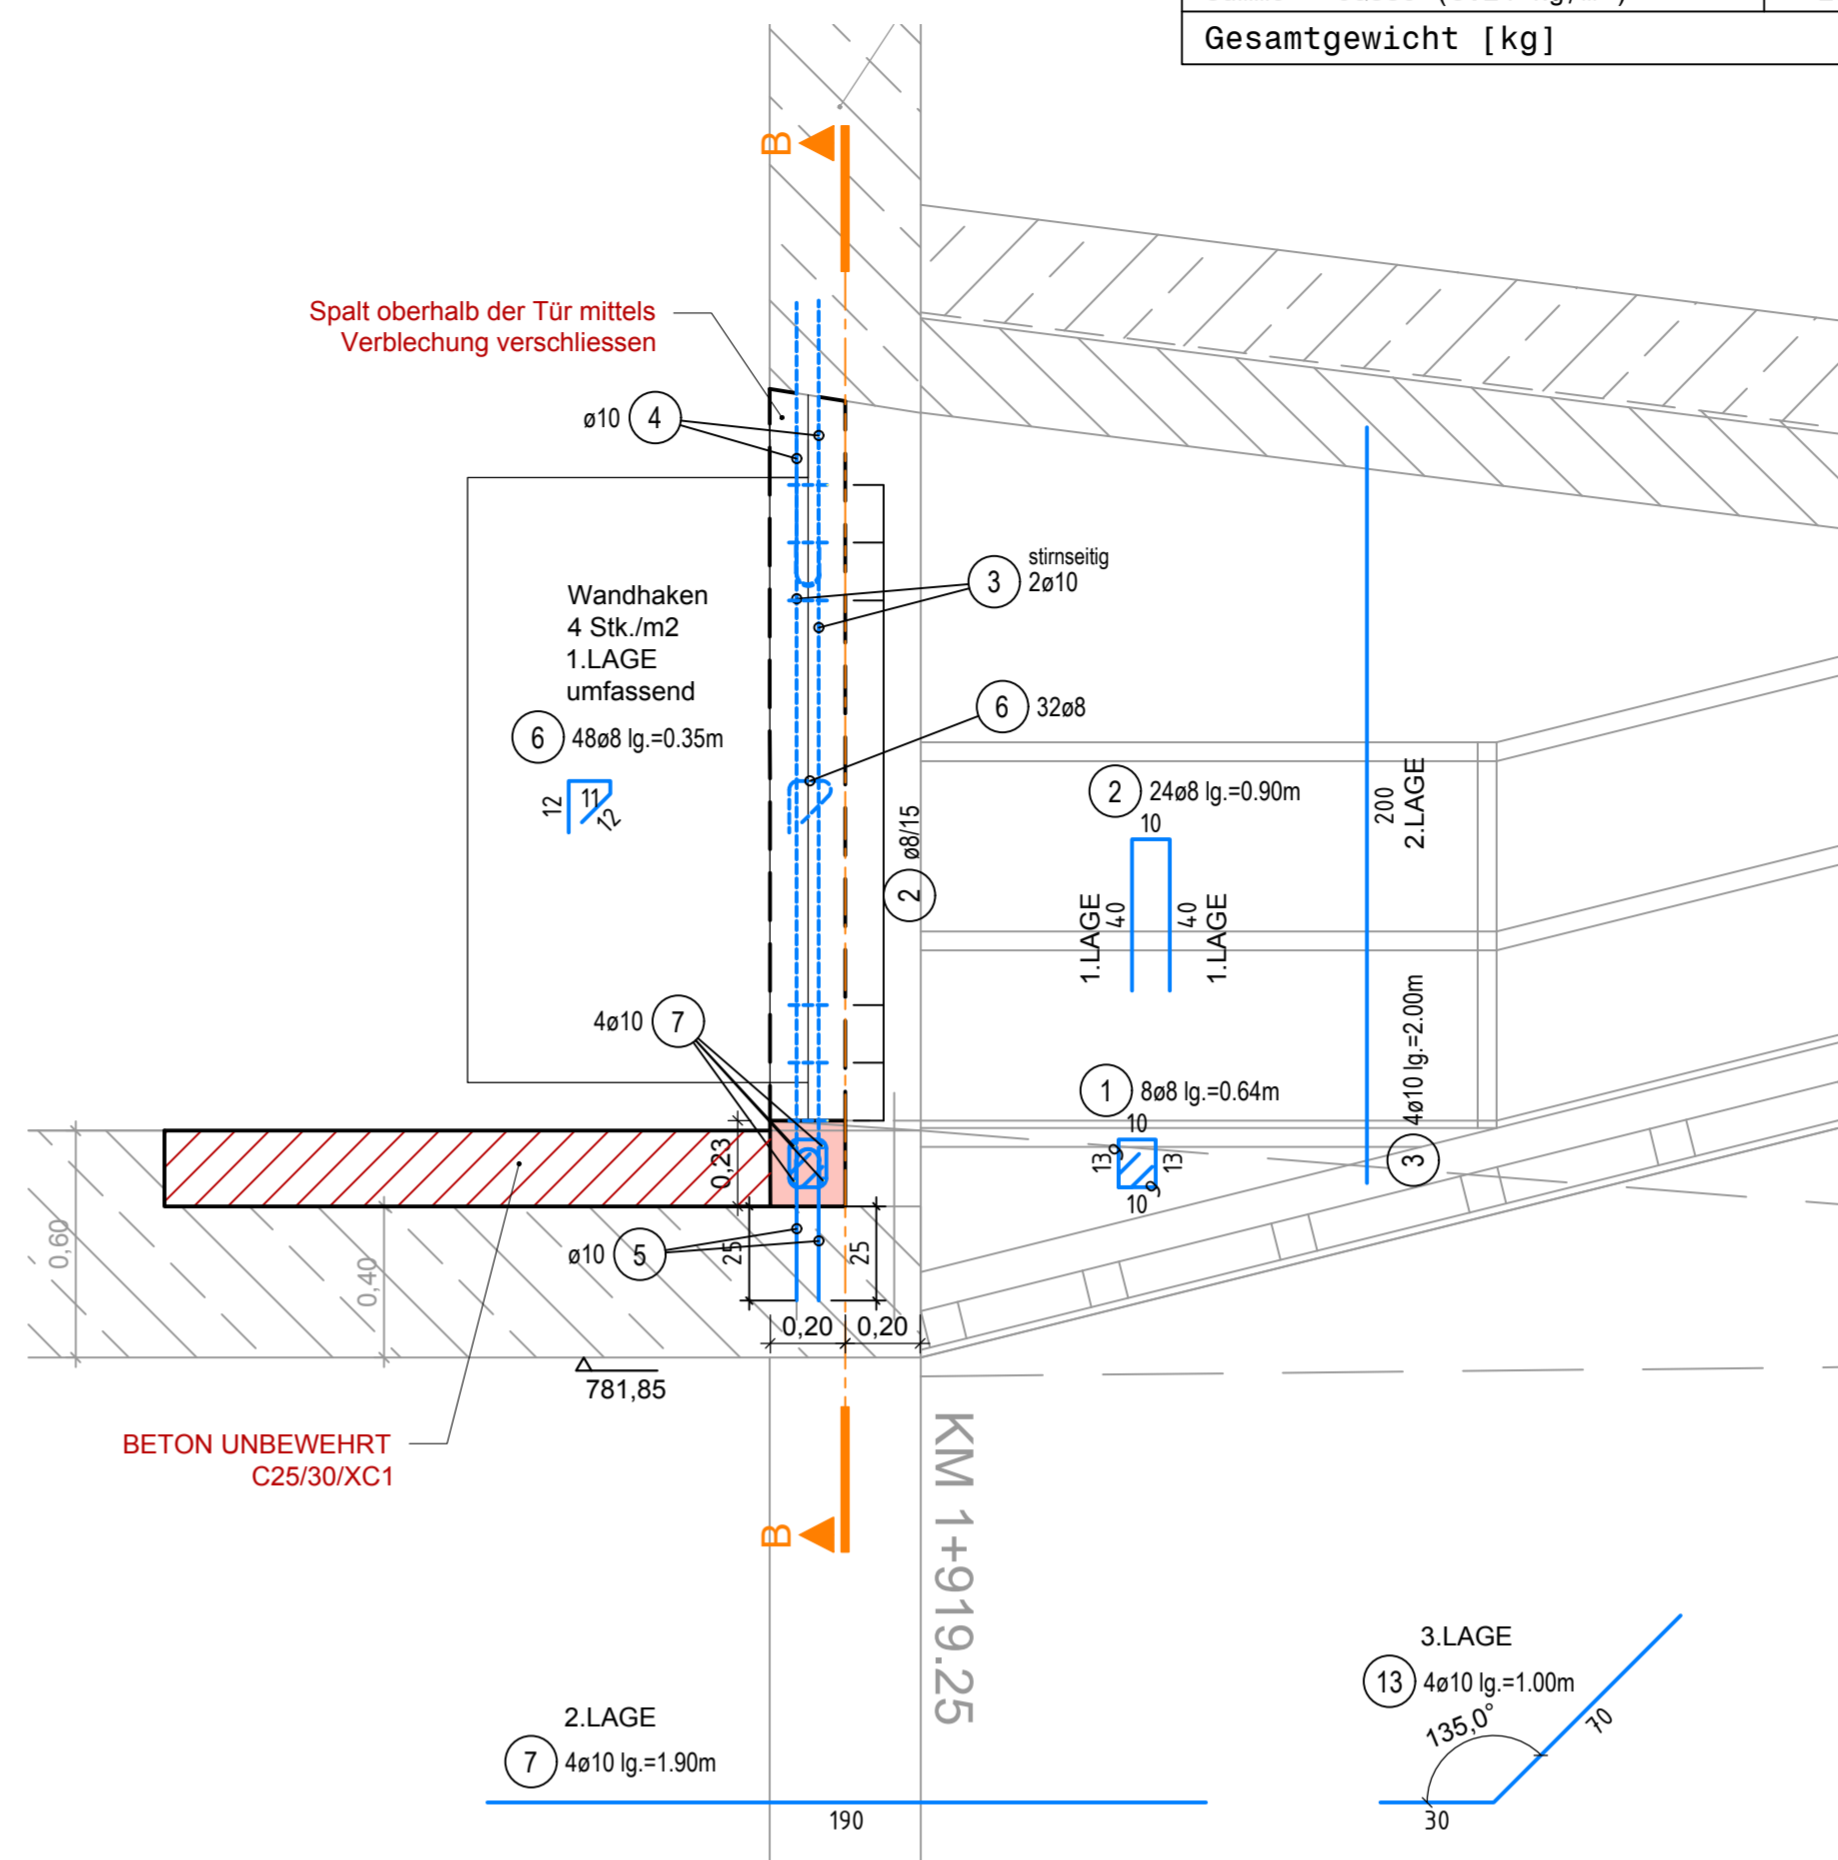 Gesamtgewicht [kg]
B
Spalt oberhalb der Tür mittels
Verblechung verschliessen
ø10 4
stirnseitig
3 2ø10
Wandhaken
4 Stk./m2
1.LAGE
umfassend
6 48ø8 lg.=0.35m
12 11 12
6 32ø8
2 ø8/15
2 24ø8 lg.=0.90m
10
1.LAGE
40
40
1.LAGE
200
2.LAGE
3 4ø10 lg.=2.00m
4ø10 7
1 8ø8 lg.=0.64m
10
13 9 13
10 9
0,23
0,60
0,40
ø10 5
25
25
0,20 0,20
781,85
BETON UNBEWEHRT
C25/30/XC1
B
KM 1+919.25
2.LAGE
7 4ø10 lg.=1.90m
190
3.LAGE
13 4ø10 lg.=1.00m
135,0°
70
30